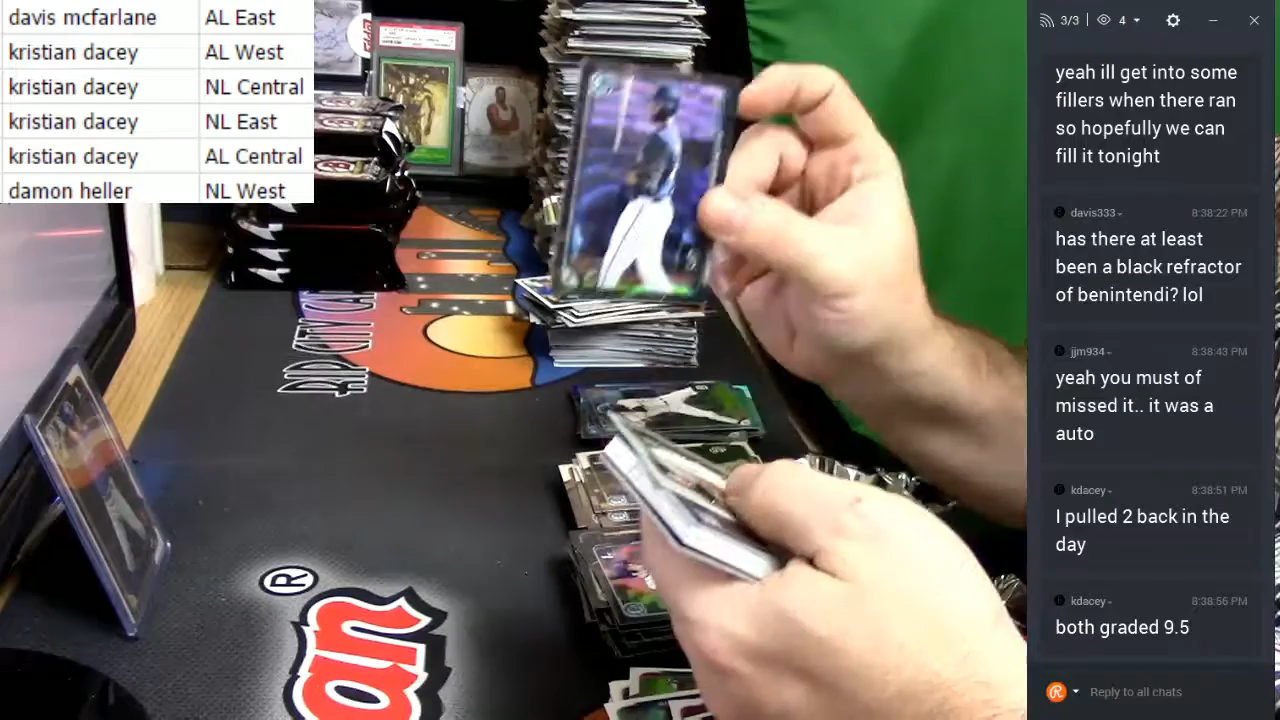 davis mcfarlane AL East
kristian dacey AL West
kristian dacey NL Central
kristian dacey NL East
kristian dacey AL Central
damon heller NL West
RIP CITY CA
®
an
3/3 4
yeah ill get into some
fillers when there ran
so hopefully we can
fill it tonight
davis333 8:38:22 PM
has there at least
been a black refractor
of benintendi? lol
jjm934 8:38:43 PM
yeah you must of
missed it.. it was a
auto
kdacey 8:38:51 PM
I pulled 2 back in the
day
kdacey 8:38:56 PM
both graded 9.5
Reply to all chats